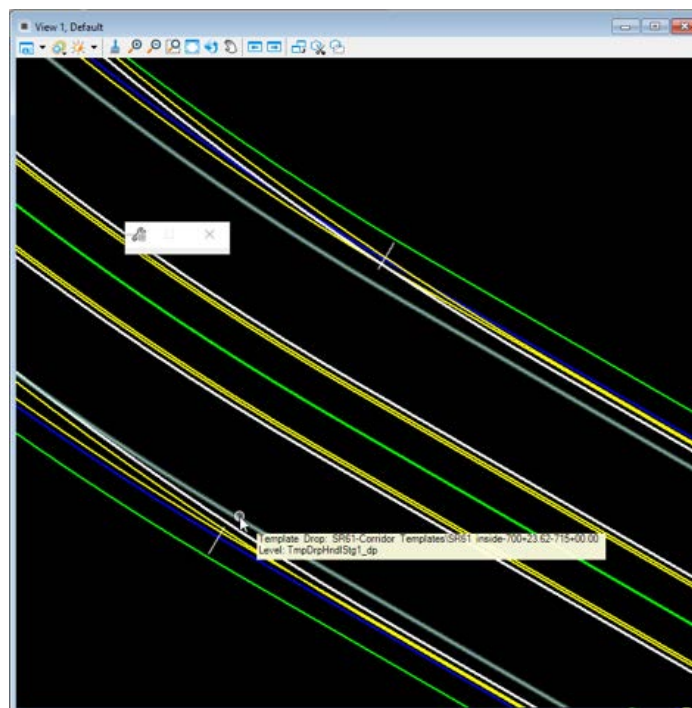 View 1, Default
Template Drop: SR61-Corridor Templates\SR61 inside-700+23.62-715+00.00
Level: TmpDrpHndlStg1_dp